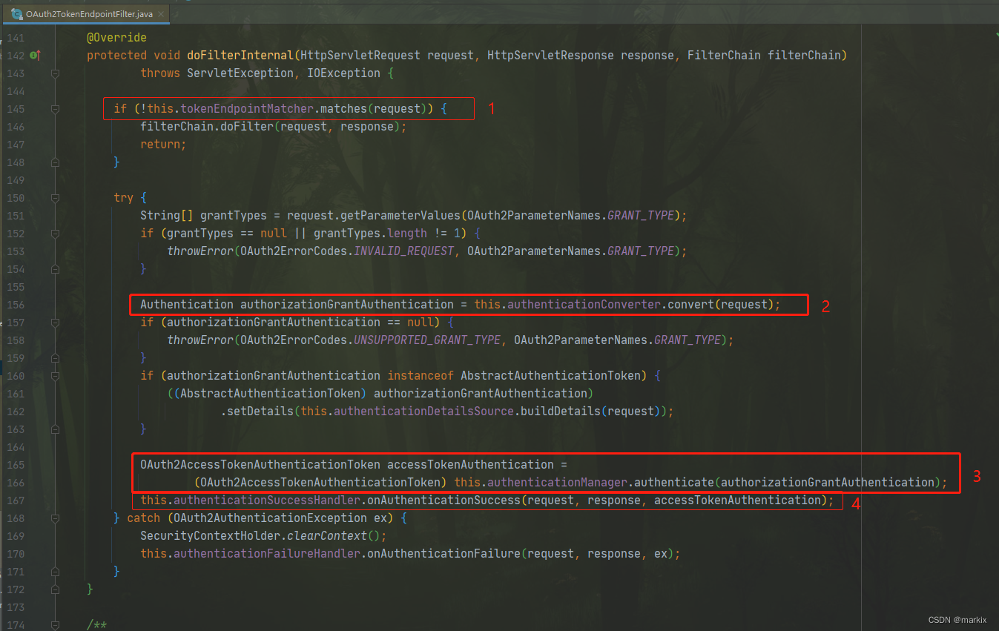 OAuth2TokenEndpointFilter.java
141 @Override
142 protected void doFilterInternal(HttpServletRequest request, HttpServletResponse response, FilterChain filterChain)
143 throws ServletException, IOException {
144
145 if (!this.tokenEndpointMatcher.matches(request)) { 1
146 filterChain.doFilter(request, response);
147 return;
148 }
149
150 try {
151 String[] grantTypes = request.getParameterValues(OAuth2ParameterNames.GRANT_TYPE);
152 if (grantTypes == null || grantTypes.length != 1) {
153 throwError(OAuth2ErrorCodes.INVALID_REQUEST, OAuth2ParameterNames.GRANT_TYPE);
154 }
155
156 Authentication authorizationGrantAuthentication = this.authenticationConverter.convert(request); 2
157 if (authorizationGrantAuthentication == null) {
158 throwError(OAuth2ErrorCodes.UNSUPPORTED_GRANT_TYPE, OAuth2ParameterNames.GRANT_TYPE);
159 }
160 if (authorizationGrantAuthentication instanceof AbstractAuthenticationToken) {
161 ((AbstractAuthenticationToken) authorizationGrantAuthentication)
162 .setDetails(this.authenticationDetailsSource.buildDetails(request));
163 }
164
165 OAuth2AccessTokenAuthenticationToken accessTokenAuthentication =
166 (OAuth2AccessTokenAuthenticationToken) this.authenticationManager.authenticate(authorizationGrantAuthentication); 3
167 this.authenticationSuccessHandler.onAuthenticationSuccess(request, response, accessTokenAuthentication); 4
168 } catch (OAuth2AuthenticationException ex) {
169 SecurityContextHolder.clearContext();
170 this.authenticationFailureHandler.onAuthenticationFailure(request, response, ex);
171 }
172 }
173
174 /**
CSDN @markix